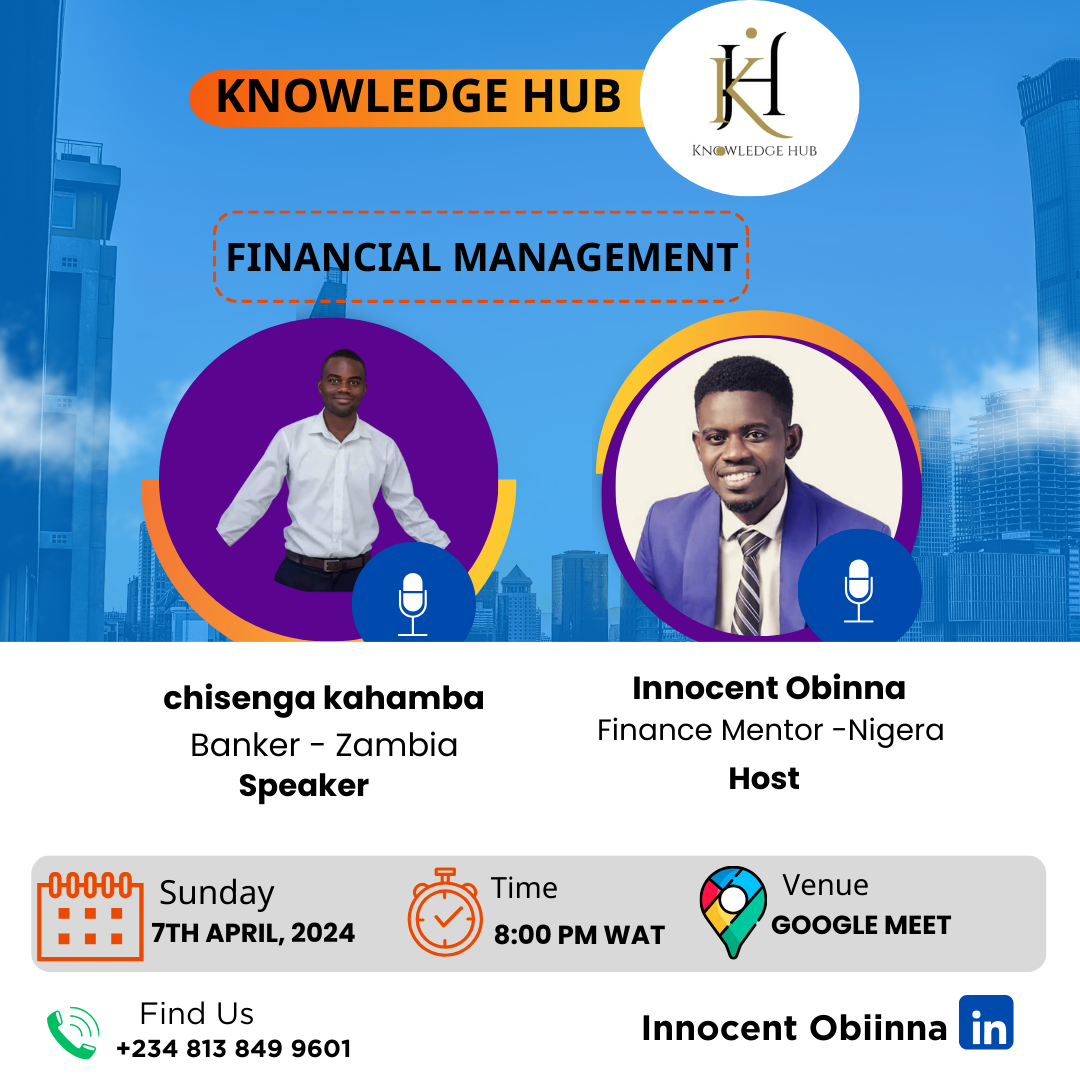 KNOWLEDGE HUB
JKH
KNOWLEDGE HUB
FINANCIAL MANAGEMENT
chisenga kahamba
Banker - Zambia
Speaker
Innocent Obinna
Finance Mentor -Nigera
Host
Sunday
7TH APRIL, 2024
Time
8:00 PM WAT
Venue
GOOGLE MEET
Find Us
+234 813 849 9601
Innocent Obiinna
in